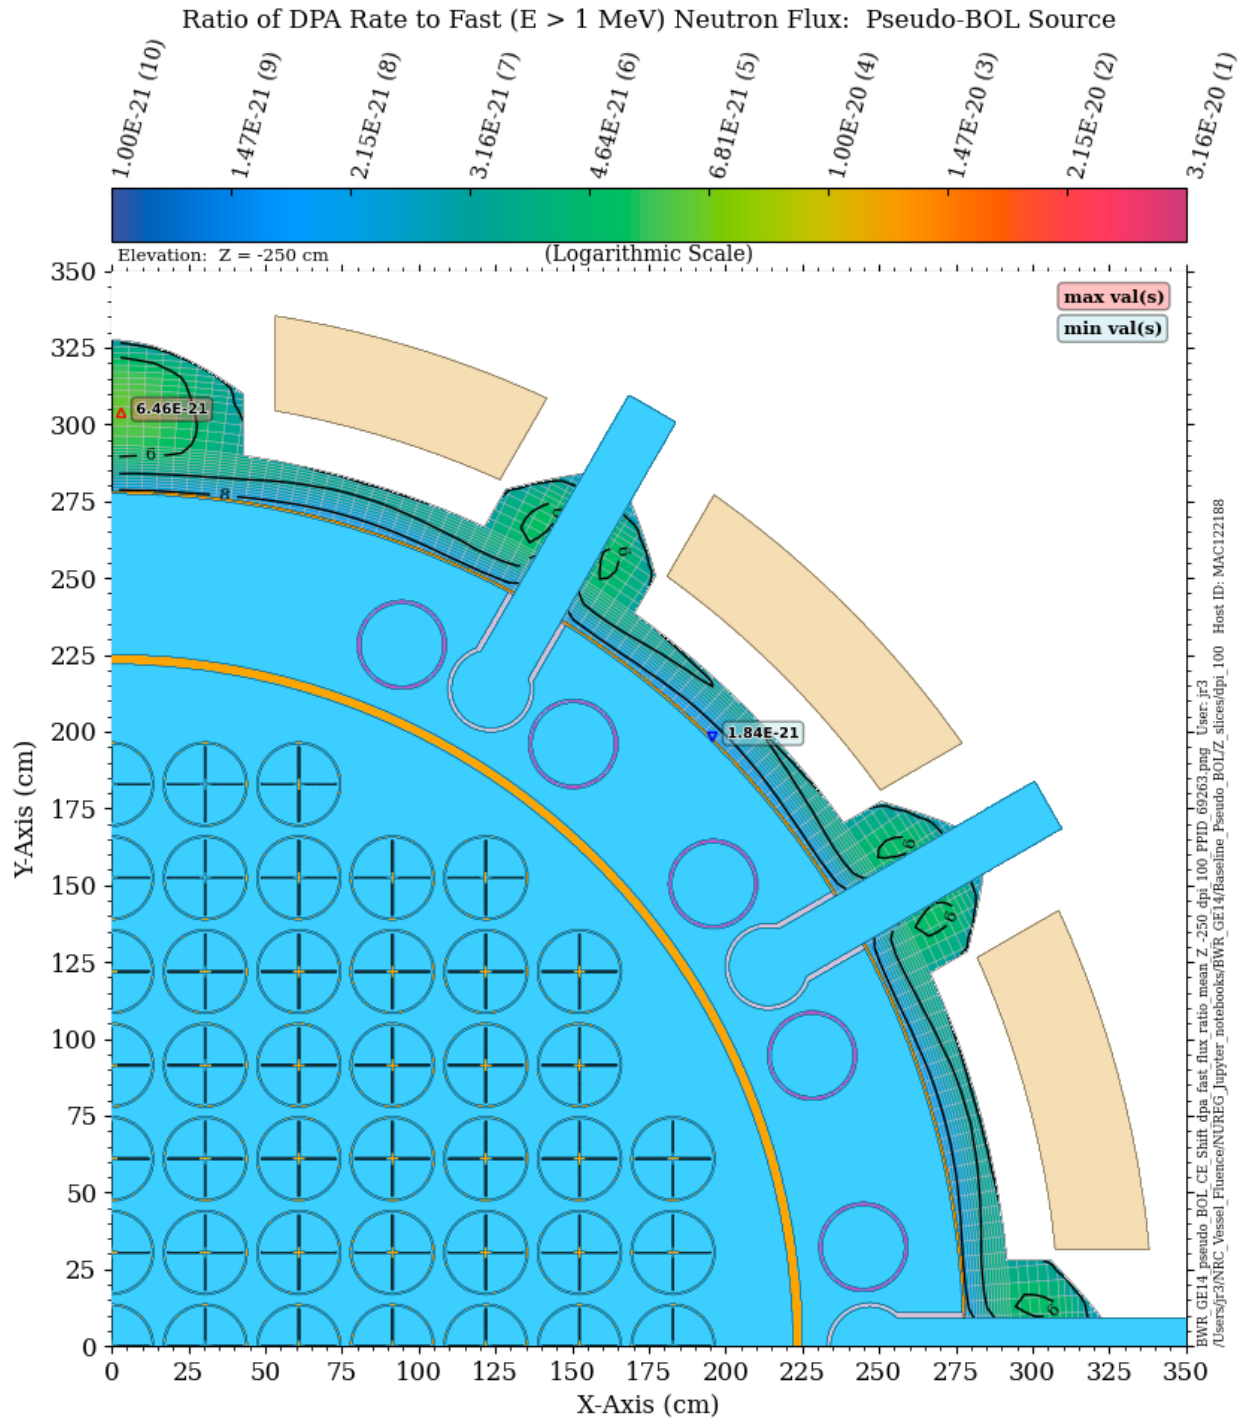 Ratio of DPA Rate to Fast (E > 1 MeV) Neutron Flux:  Pseudo-BOL Source
1.00E-21 (10)
1.47E-21 (9)
2.15E-21 (8)
3.16E-21 (7)
4.64E-21 (6)
6.81E-21 (5)
1.00E-20 (4)
1.47E-20 (3)
2.15E-20 (2)
3.16E-20 (1)
Elevation:  Z = -250 cm
(Logarithmic Scale)
max val(s)
min val(s)
350
325
300
275
250
225
200
175
150
125
100
75
50
25
0
Y-Axis (cm)
6.46E-21
6
8
6
1.84E-21
6
6
6
0 25 50 75 100 125 150 175 200 225 250 275 300 325 350
X-Axis (cm)
BWR_GE14_pseudo_BOL_CE_Shift_dpa_fast_flux_ratio_mean_Z_-250_dpi_100_PPID_69263.png   User: jr3
/Users/jr3/NRC_Vessel_Fluence/NUREG_Jupyter_notebooks/BWR_GE14/Baseline_Pseudo_BOL/Z_slices/dpi_100   Host ID: MAC122188